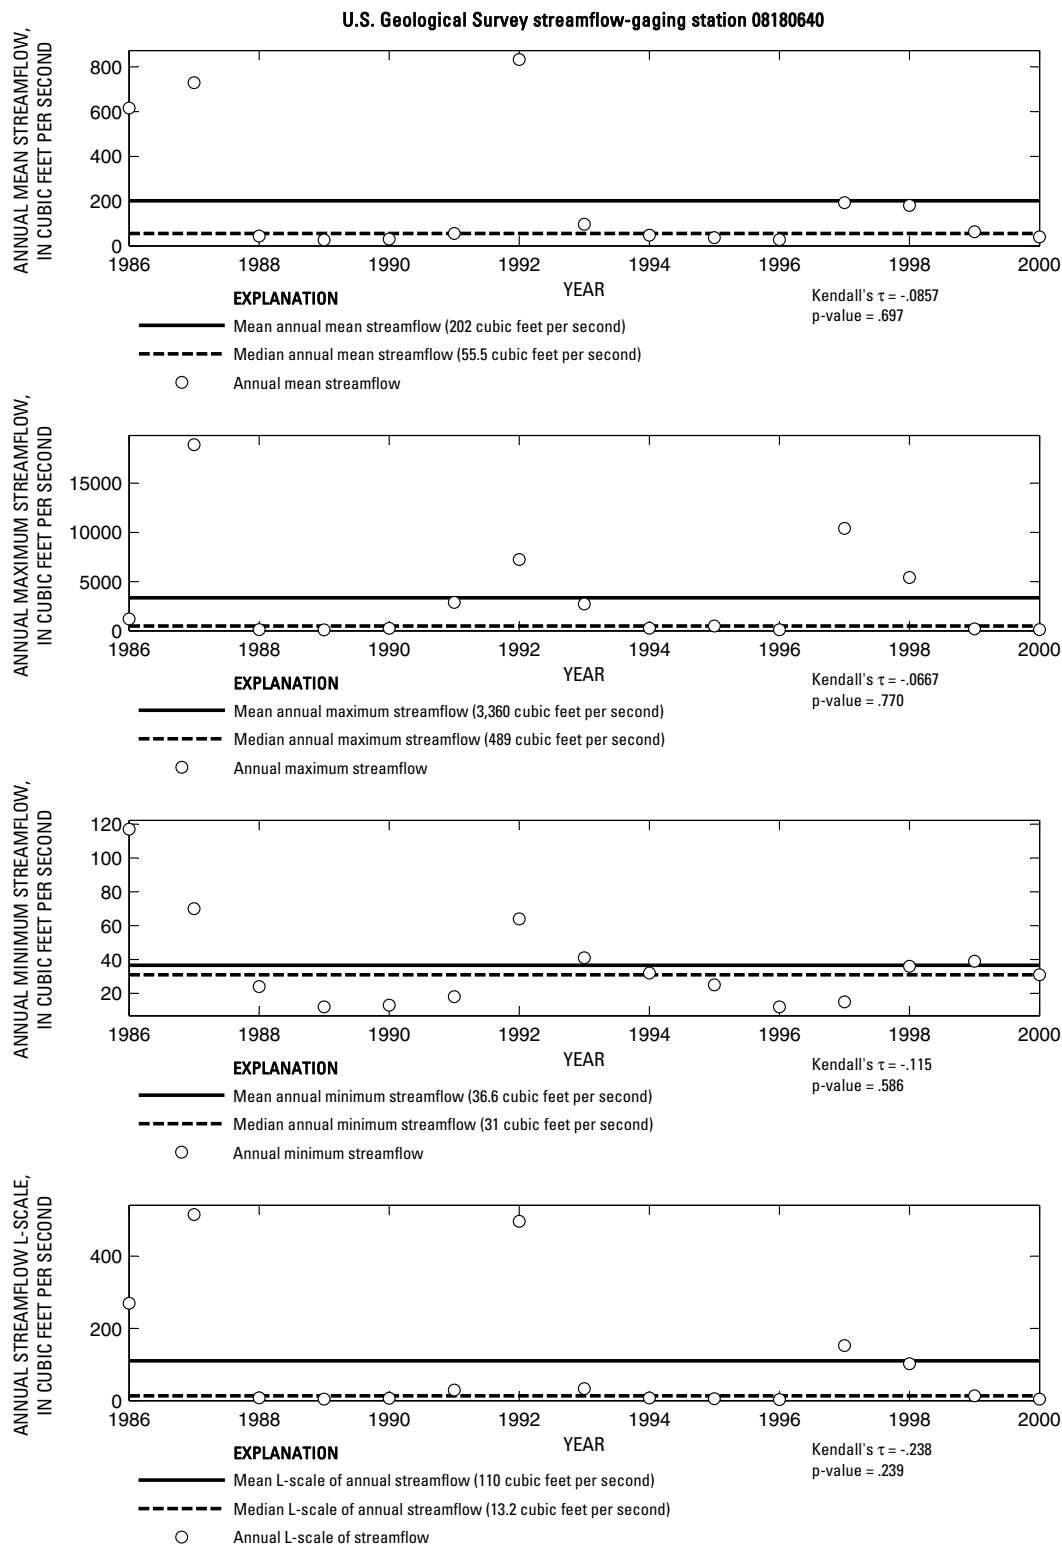 U.S. Geological Survey streamflow-gaging station 08180640
ANNUAL MEAN STREAMFLOW,
IN CUBIC FEET PER SECOND
800
600
400
200
0
1986 1988 1990 1992 1994 1996 1998 2000
YEAR
Kendall's τ = -.0857
p-value = .697
EXPLANATION
Mean annual mean streamflow (202 cubic feet per second)
Median annual mean streamflow (55.5 cubic feet per second)
Annual mean streamflow
ANNUAL MAXIMUM STREAMFLOW,
IN CUBIC FEET PER SECOND
15000
10000
5000
0
1986 1988 1990 1992 1994 1996 1998 2000
YEAR
Kendall's τ = -.0667
p-value = .770
EXPLANATION
Mean annual maximum streamflow (3,360 cubic feet per second)
Median annual maximum streamflow (489 cubic feet per second)
Annual maximum streamflow
ANNUAL MINIMUM STREAMFLOW,
IN CUBIC FEET PER SECOND
120
100
80
60
40
20
1986 1988 1990 1992 1994 1996 1998 2000
YEAR
Kendall's τ = -.115
p-value = .586
EXPLANATION
Mean annual minimum streamflow (36.6 cubic feet per second)
Median annual minimum streamflow (31 cubic feet per second)
Annual minimum streamflow
ANNUAL STREAMFLOW L-SCALE,
IN CUBIC FEET PER SECOND
400
200
0
1986 1988 1990 1992 1994 1996 1998 2000
YEAR
Kendall's τ = -.238
p-value = .239
EXPLANATION
Mean L-scale of annual streamflow (110 cubic feet per second)
Median L-scale of annual streamflow (13.2 cubic feet per second)
Annual L-scale of streamflow